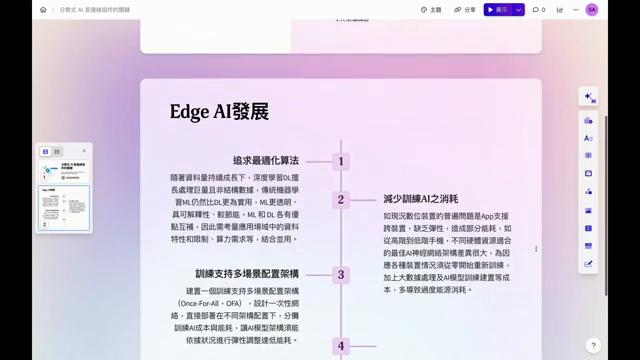 分散式 AI 是邊緣協作的關鍵
主題
分享
展示
0
SA
Edge AI發展
追求最適化算法
1
隨著資料量持續成長下，深度學習DL擅
長處理巨量且非結構數據，傳統機器學
習ML仍然比DL更為實用，ML更透明、
具可解釋性，較節能，ML 和 DL 各有優
點互補，因此需考量應用場域中的資料
特性和限制、算力需求等，結合並用。
2
減少訓練AI之消耗
如現況數位裝置的普遍問題是App支援
跨裝置，缺乏彈性，造成部分能耗，如
從高階到低階手機，不同硬體資源適合
的最佳AI神經網絡架構差異很大，為因
應各種裝置情況須從零開始重新訓練，
加上大數據處理及AI模型訓練建置等成
本，多導致過度能源消耗。
訓練支持多場景配置架構
3
建置一個訓練支持多場景配置架構
（Once-For-All，OFA），設計一次性網
絡，直接部署在不同架構配置下，分攤
訓練AI成本與能耗，讓AI模型架構須能
依據狀況進行彈性調整達低能耗。
4
1
2
AI
Aa
?